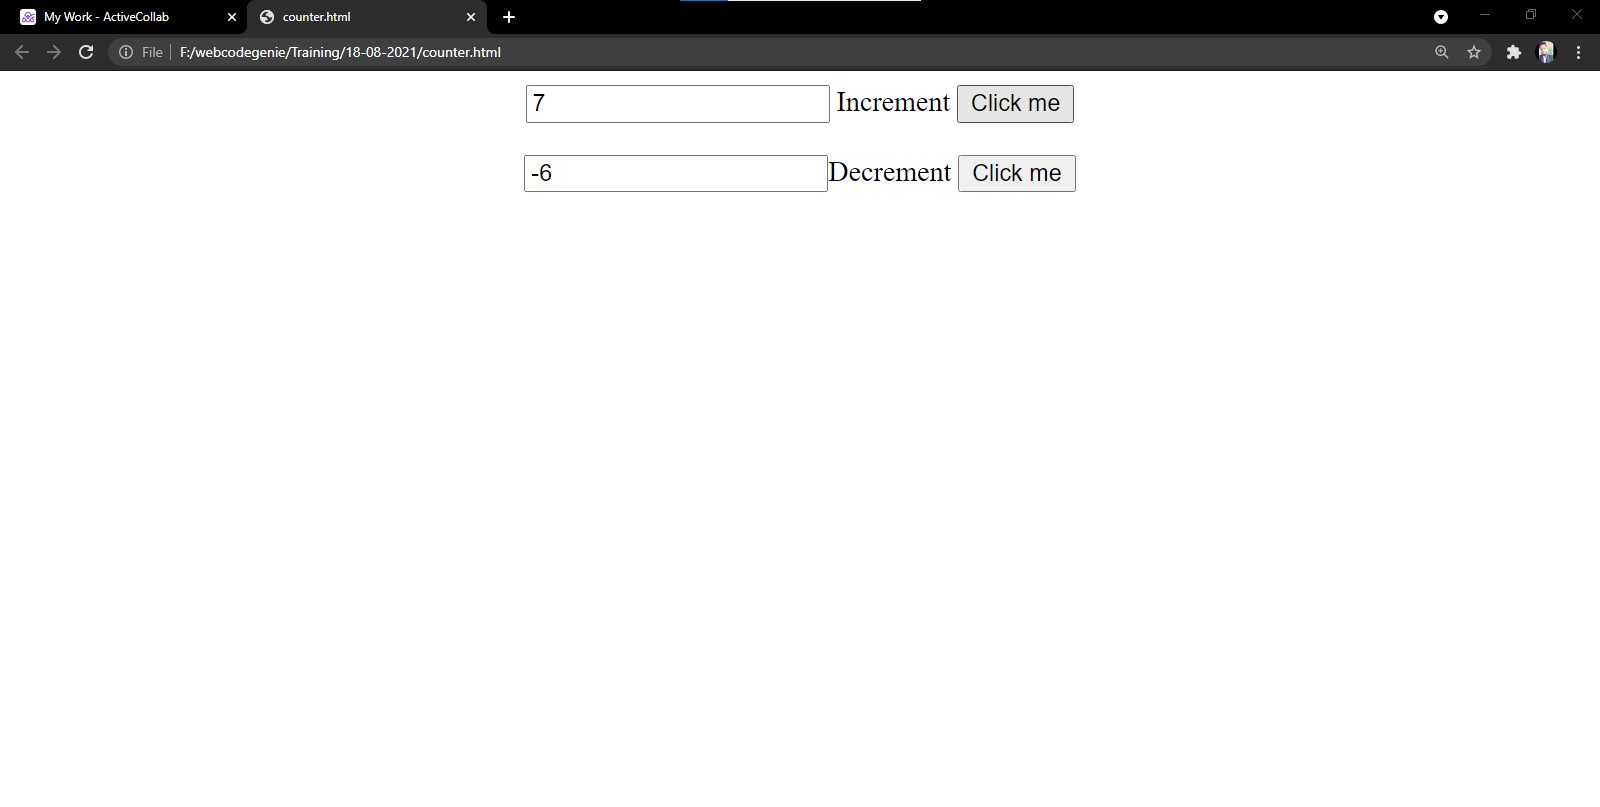 My Work - ActiveCollab counter.html
File F:/webcodegenie/Training/18-08-2021/counter.html
7 Increment Click me
-6 Decrement Click me